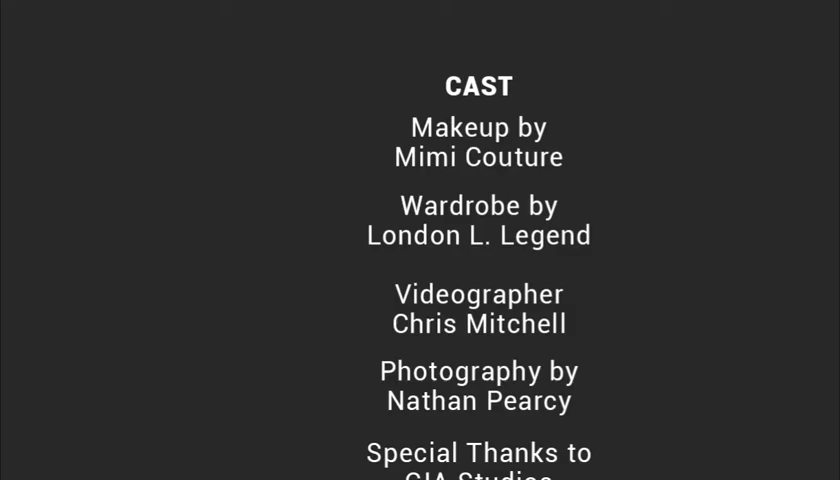 CAST
Makeup by
Mimi Couture
Wardrobe by
London L. Legend
Videographer
Chris Mitchell
Photography by
Nathan Pearcy
Special Thanks to
Studios